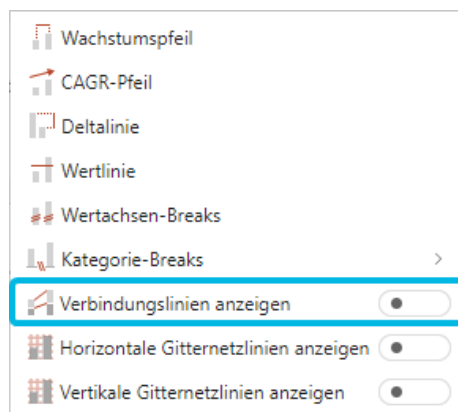 Wachstumspfeil
CAGR-Pfeil
Deltalinie
Wertlinie
Wertachsen-Breaks
Kategorie-Breaks
Verbindungslinien anzeigen
Horizontale Gitternetzlinien anzeigen
Vertikale Gitternetzlinien anzeigen